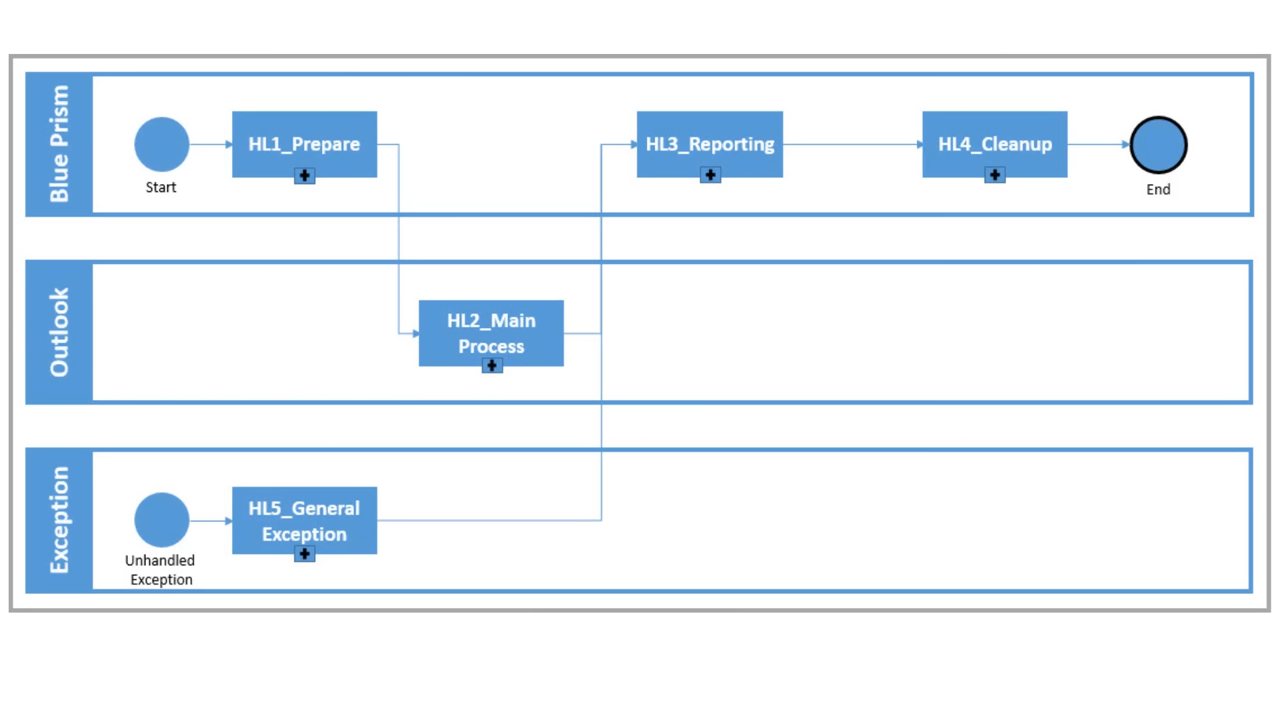 Blue Prism
Start
HL1_Prepare
HL3_Reporting
HL4_Cleanup
End
Outlook
HL2_Main
Process
Exception
Unhandled
Exception
HL5_General
Exception